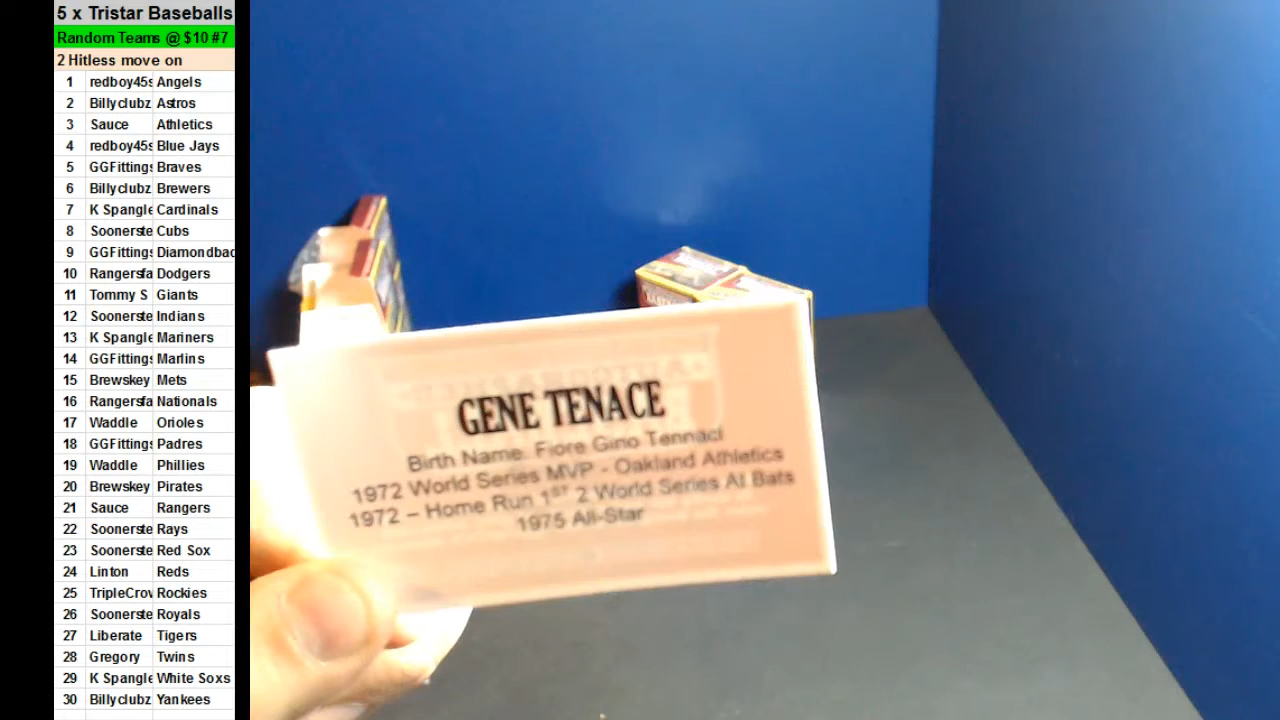 5 x Tristar Baseballs
Random Teams @ $10 #7
2 Hitless move on
1 redboy45s Angels
2 Billyclubz Astros
3 Sauce Athletics
4 redboy45s Blue Jays
5 GGFittings Braves
6 Billyclubz Brewers
7 K Spangle Cardinals
8 Soonerste Cubs
9 GGFittings Diamondbac
10 Rangersfa Dodgers
11 Tommy S Giants
12 Soonerste Indians
13 K Spangle Mariners
14 GGFittings Marlins
15 Brewskey Mets
16 Rangersfa Nationals
17 Waddle Orioles
18 GGFittings Padres
19 Waddle Phillies
20 Brewskey Pirates
21 Sauce Rangers
22 Soonerste Rays
23 Soonerste Red Sox
24 Linton Reds
25 TripleCrov Rockies
26 Soonerste Royals
27 Liberate Tigers
28 Gregory Twins
29 K Spangle White Soxs
30 Billyclubz Yankees
GENE TENACE
Birth Name: Fiore Gino Tennaci
1972 World Series MVP - Oakland Athletics
1972 – Home Run 1ST 2 World Series At Bats
1975 All-Star